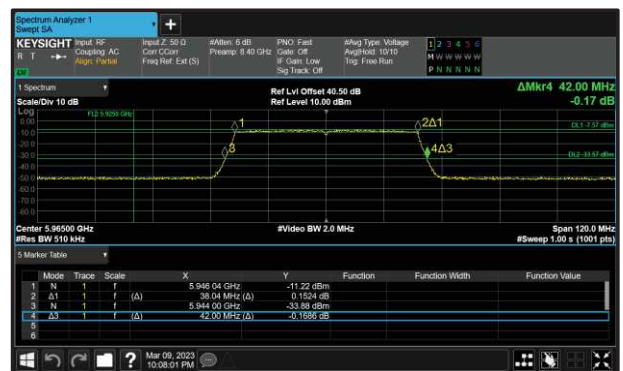 Spectrum Analyzer 1
Swept SA
+
KEYSIGHT Input: RF Input Z: 50 Ω #Atten: 6 dB PNO: Fast #Avg Type: Voltage 1 2 3 4 5 6
R T Coupling: AC Corr CCorr Preamp: 8.40 GHz Gate: Off Avg|Hold: 10/10 M W W W W W
Align: Partial Freq Ref: Ext (S) IF Gain: Low Trig: Free Run
Sig Track: Off P N N N N N
1 Spectrum Ref Lvl Offset 40.50 dB ΔMkr4 42.00 MHz
Scale/Div 10 dB Ref Level 10.00 dBm -0.17 dB
Log
0.00 FL2 5.9250 GHz 1 2Δ1 DL1 -7.57 dBm
-10.0
-20.0
-30.0 3 4Δ3 DL2 -33.57 dBm
-40.0
-50.0
-60.0
-70.0
-80.0
Center 5.96500 GHz #Video BW 2.0 MHz Span 120.0 MHz
#Res BW 510 kHz #Sweep 1.00 s (1001 pts)
5 Marker Table
Mode Trace Scale X Y Function Function Width Function Value
1 N 1 f 5.946 04 GHz -11.22 dBm
2 Δ1 1 f (Δ) 38.04 MHz (Δ) 0.1524 dB
3 N 1 f 5.944 00 GHz -33.88 dBm
4 Δ3 1 f (Δ) 42.00 MHz (Δ) -0.1686 dB
5
6
? Mar 09, 2023
10:08:01 PM